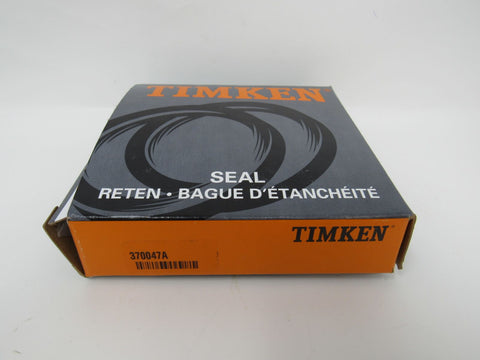 TIMKEN
SEAL
RETEN • BAGUE D'ÉTANCHÉITÉ
TIMKEN
370047A